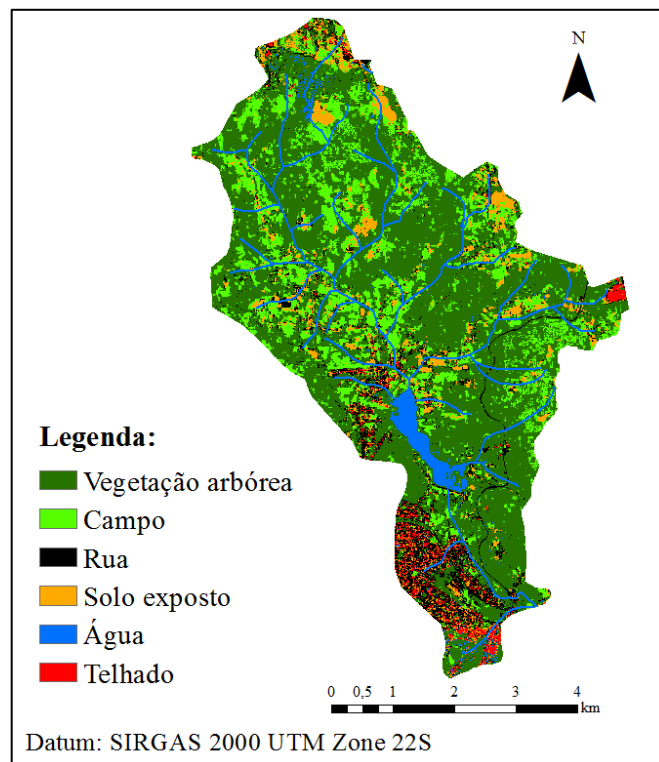 N
Legenda:
Vegetação arbórea
Campo
Rua
Solo exposto
Água
Telhado
0 0,5 1 2 3 4
km
Datum: SIRGAS 2000 UTM Zone 22S